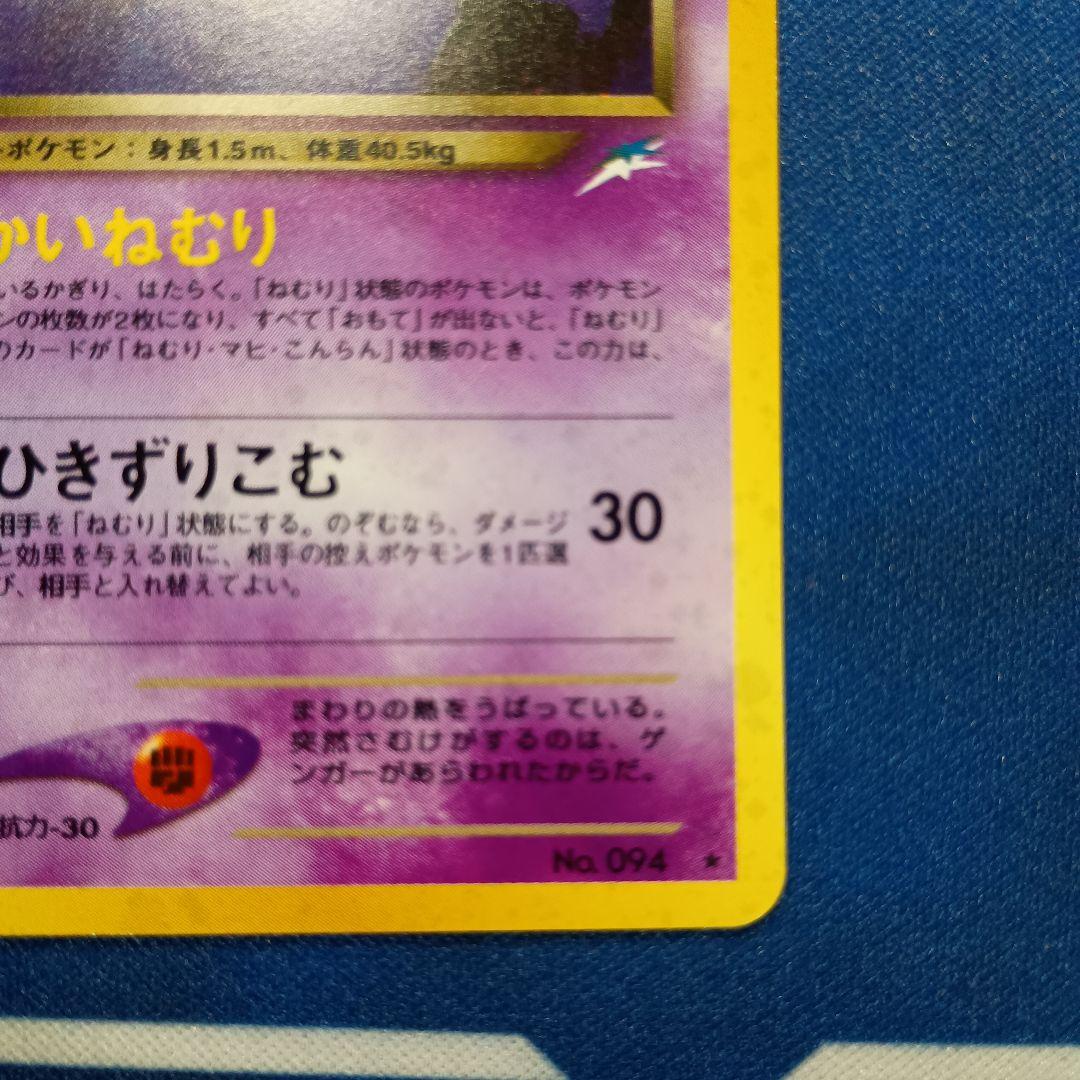 ポケモン：身長1.5m、体重40.5kg
かいねむり
いるかぎり、はたらく。「ねむり」状態のポケモンは、ポケモン
ンの枚数が2枚になり、すべて「おもて」が出ないと、「ねむり」
のカードが「ねむり・マヒ・こんらん」状態のとき、この力は、
ひきずりこむ
30
相手を「ねむり」状態にする。のぞむなら、ダメージ
と効果を与える前に、相手の控えポケモンを1匹選
び、相手と入れ替えてよい。
まわりの熱をうばっている。
突然さむけがするのは、ゲ
ンガーがあらわれたからだ。
抗力-30
No. 094 ★